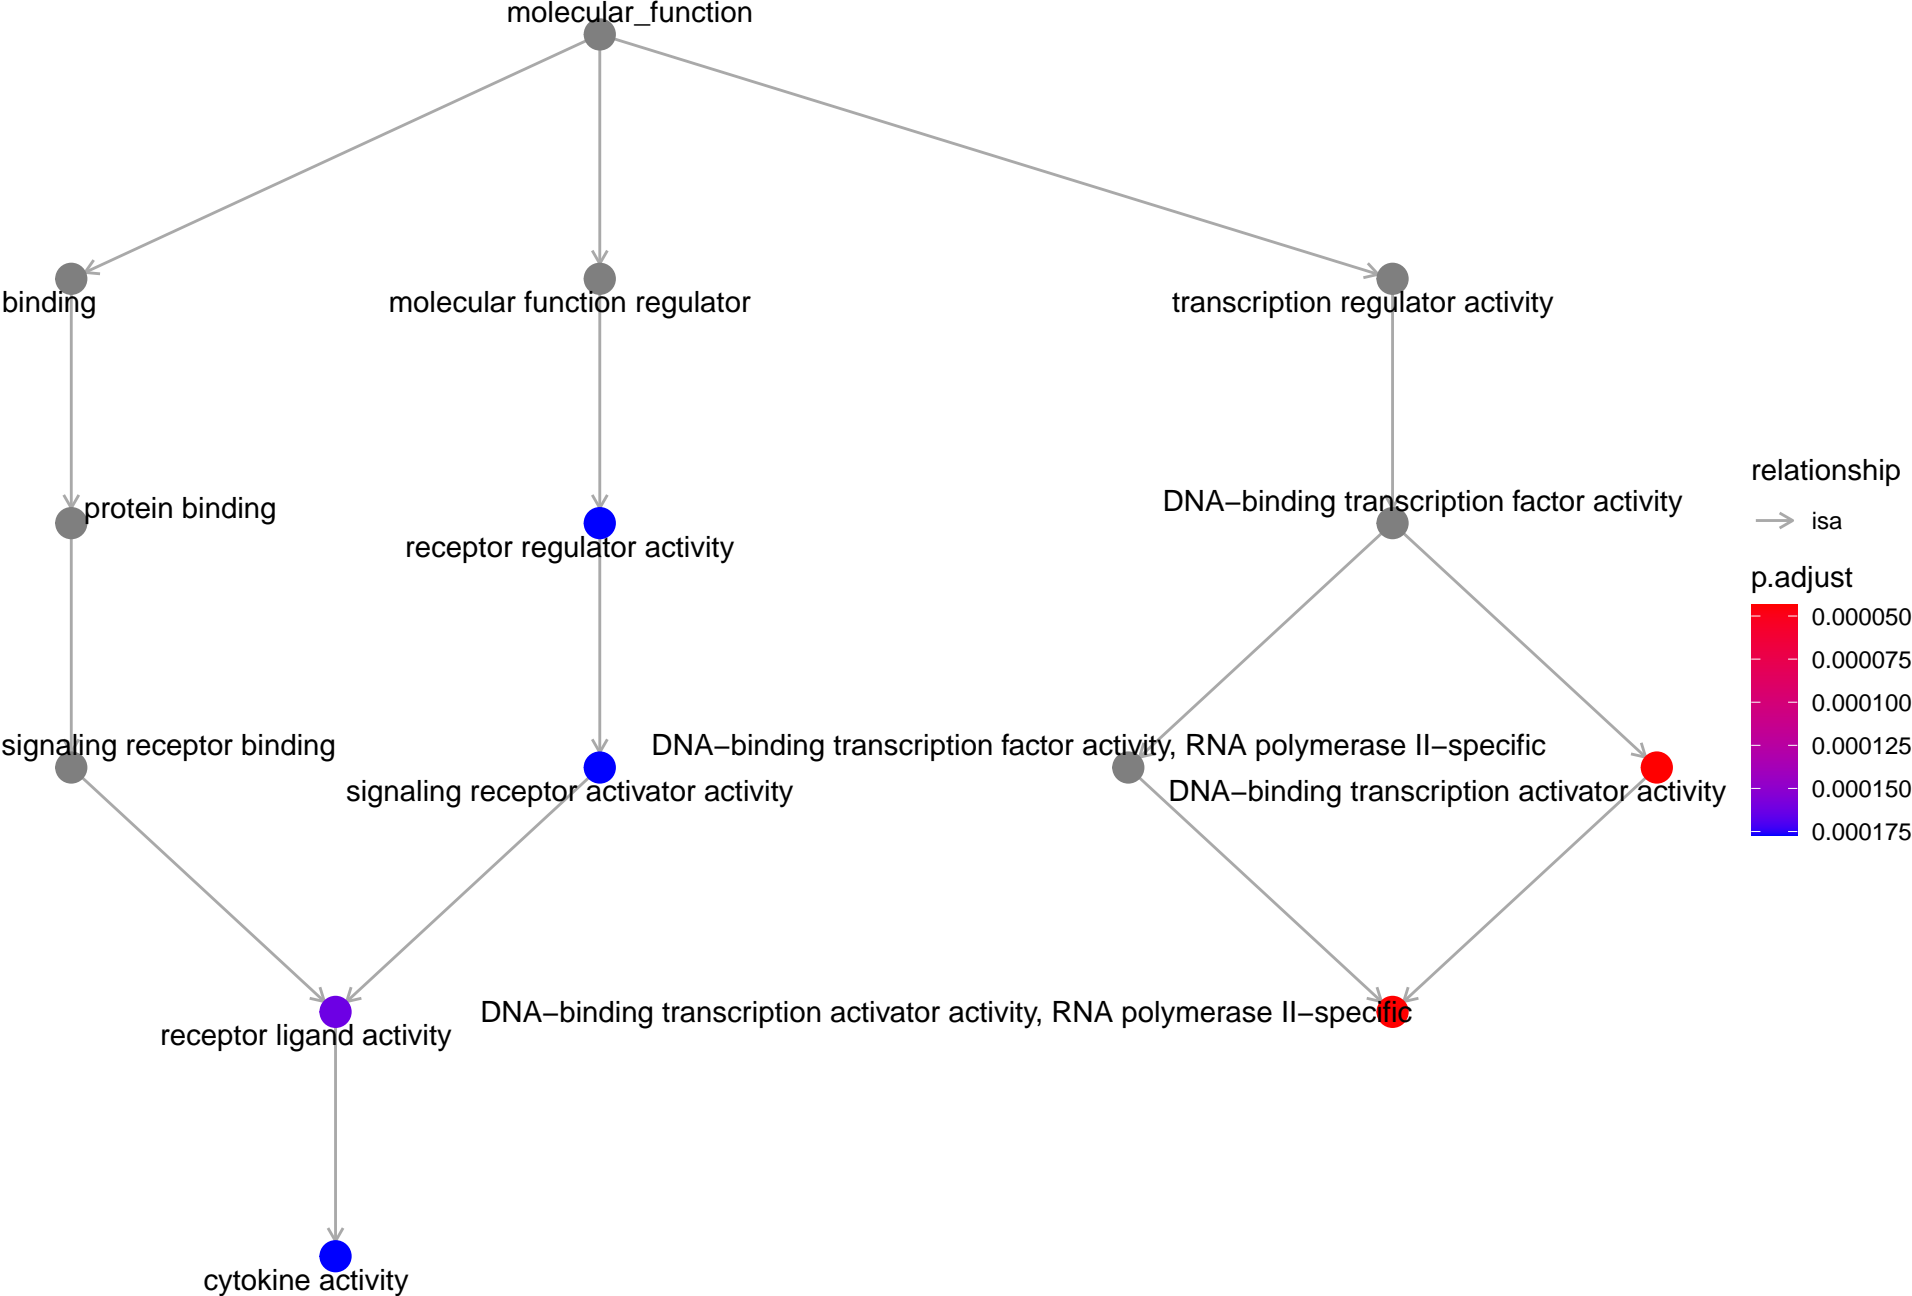 molecular_function
binding
molecular function regulator
transcription regulator activity
protein binding
receptor regulator activity
DNA−binding transcription factor activity
signaling receptor binding
signaling receptor activator activity
DNA−binding transcription factor activity, RNA polymerase II−specific
DNA−binding transcription activator activity
receptor ligand activity
DNA−binding transcription activator activity, RNA polymerase II−specific
cytokine activity
relationship
isa
p.adjust
0.000050
0.000075
0.000100
0.000125
0.000150
0.000175